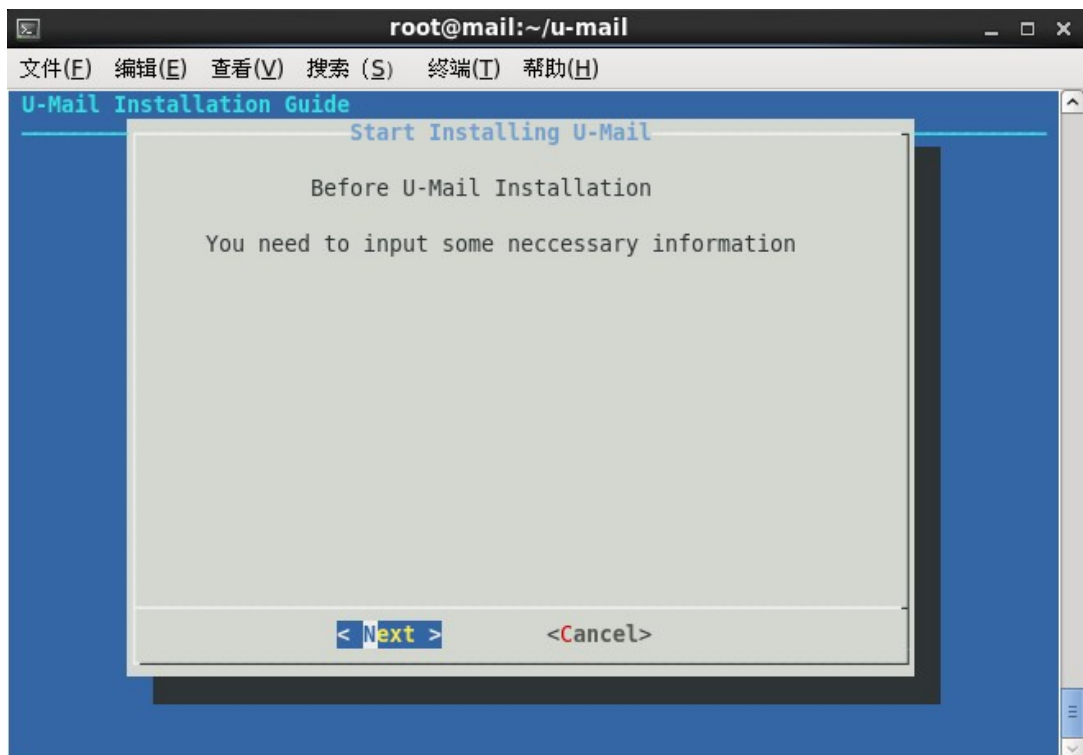 root@mail:~/u-mail
文件(F) 编辑(E) 查看(V) 搜索 (S) 终端(T) 帮助(H)
U-Mail Installation Guide
Start Installing U-Mail
Before U-Mail Installation
You need to input some neccessary information
< Next > <Cancel>